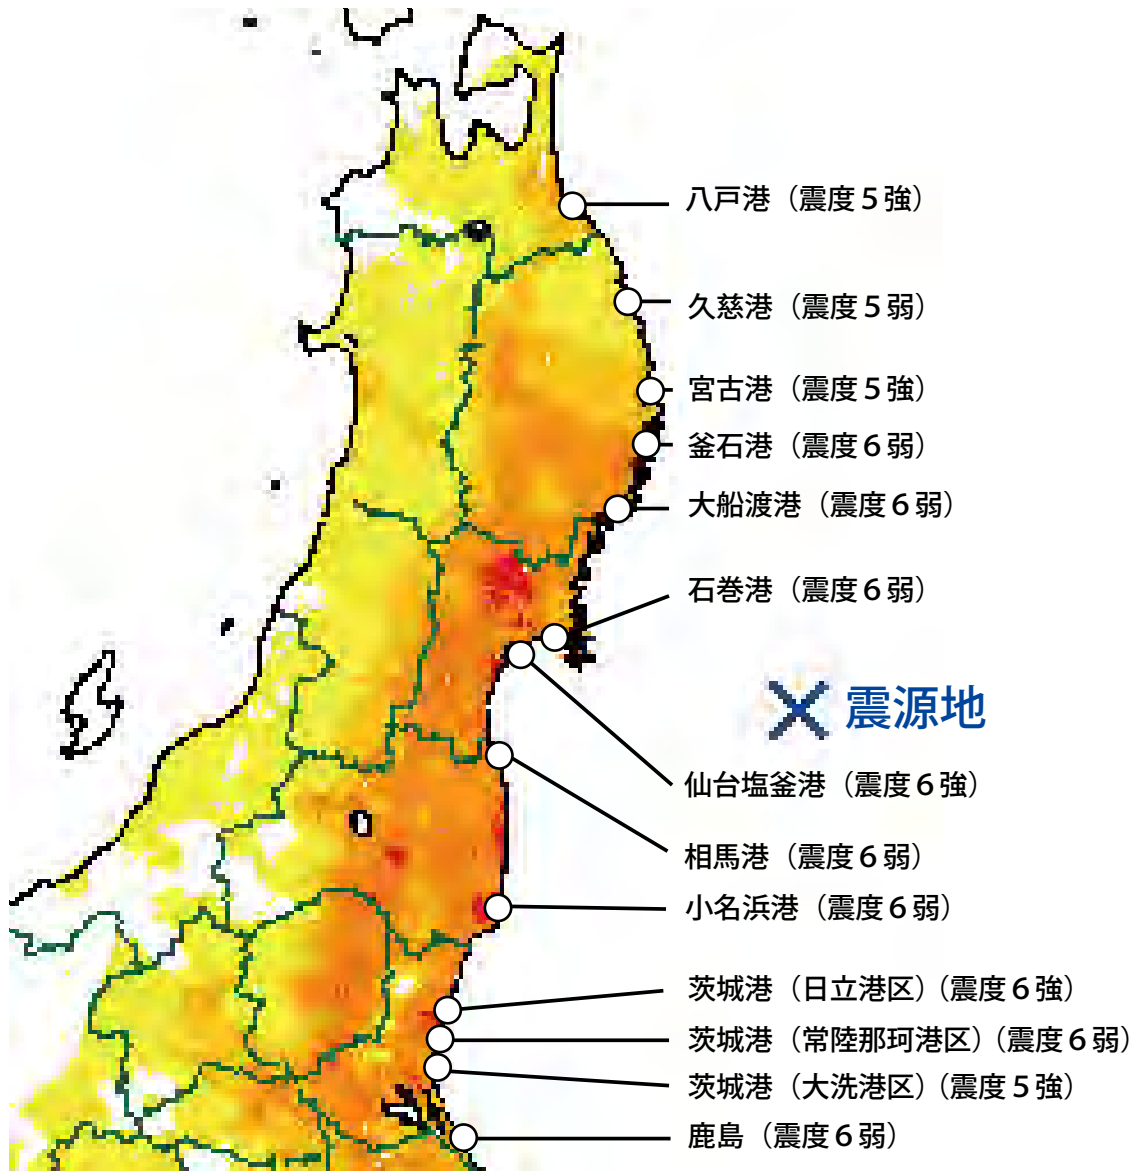 八戸港（震度５強）
久慈港（震度５弱）
宮古港（震度５強）
釜石港（震度６弱）
大船渡港（震度６弱）
石巻港（震度６弱）
震源地
仙台塩釜港（震度６強）
相馬港（震度６弱）
小名浜港（震度６弱）
茨城港（日立港区）（震度６強）
茨城港（常陸那珂港区）（震度６弱）
茨城港（大洗港区）（震度５強）
鹿島（震度６弱）